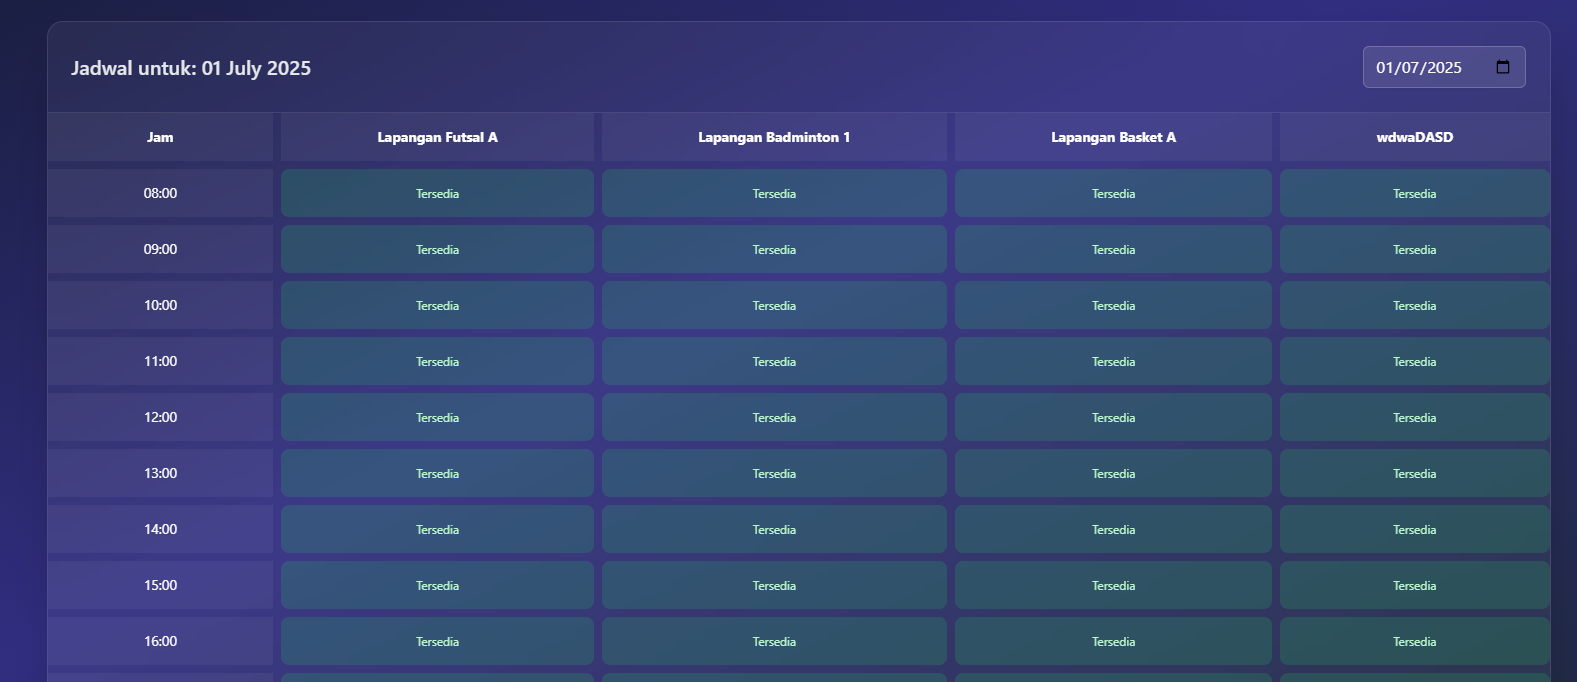 Jadwal untuk: 01 July 2025
01/07/2025
Jam Lapangan Futsal A Lapangan Badminton 1 Lapangan Basket A wdwaDASD
08:00 Tersedia Tersedia Tersedia Tersedia
09:00 Tersedia Tersedia Tersedia Tersedia
10:00 Tersedia Tersedia Tersedia Tersedia
11:00 Tersedia Tersedia Tersedia Tersedia
12:00 Tersedia Tersedia Tersedia Tersedia
13:00 Tersedia Tersedia Tersedia Tersedia
14:00 Tersedia Tersedia Tersedia Tersedia
15:00 Tersedia Tersedia Tersedia Tersedia
16:00 Tersedia Tersedia Tersedia Tersedia